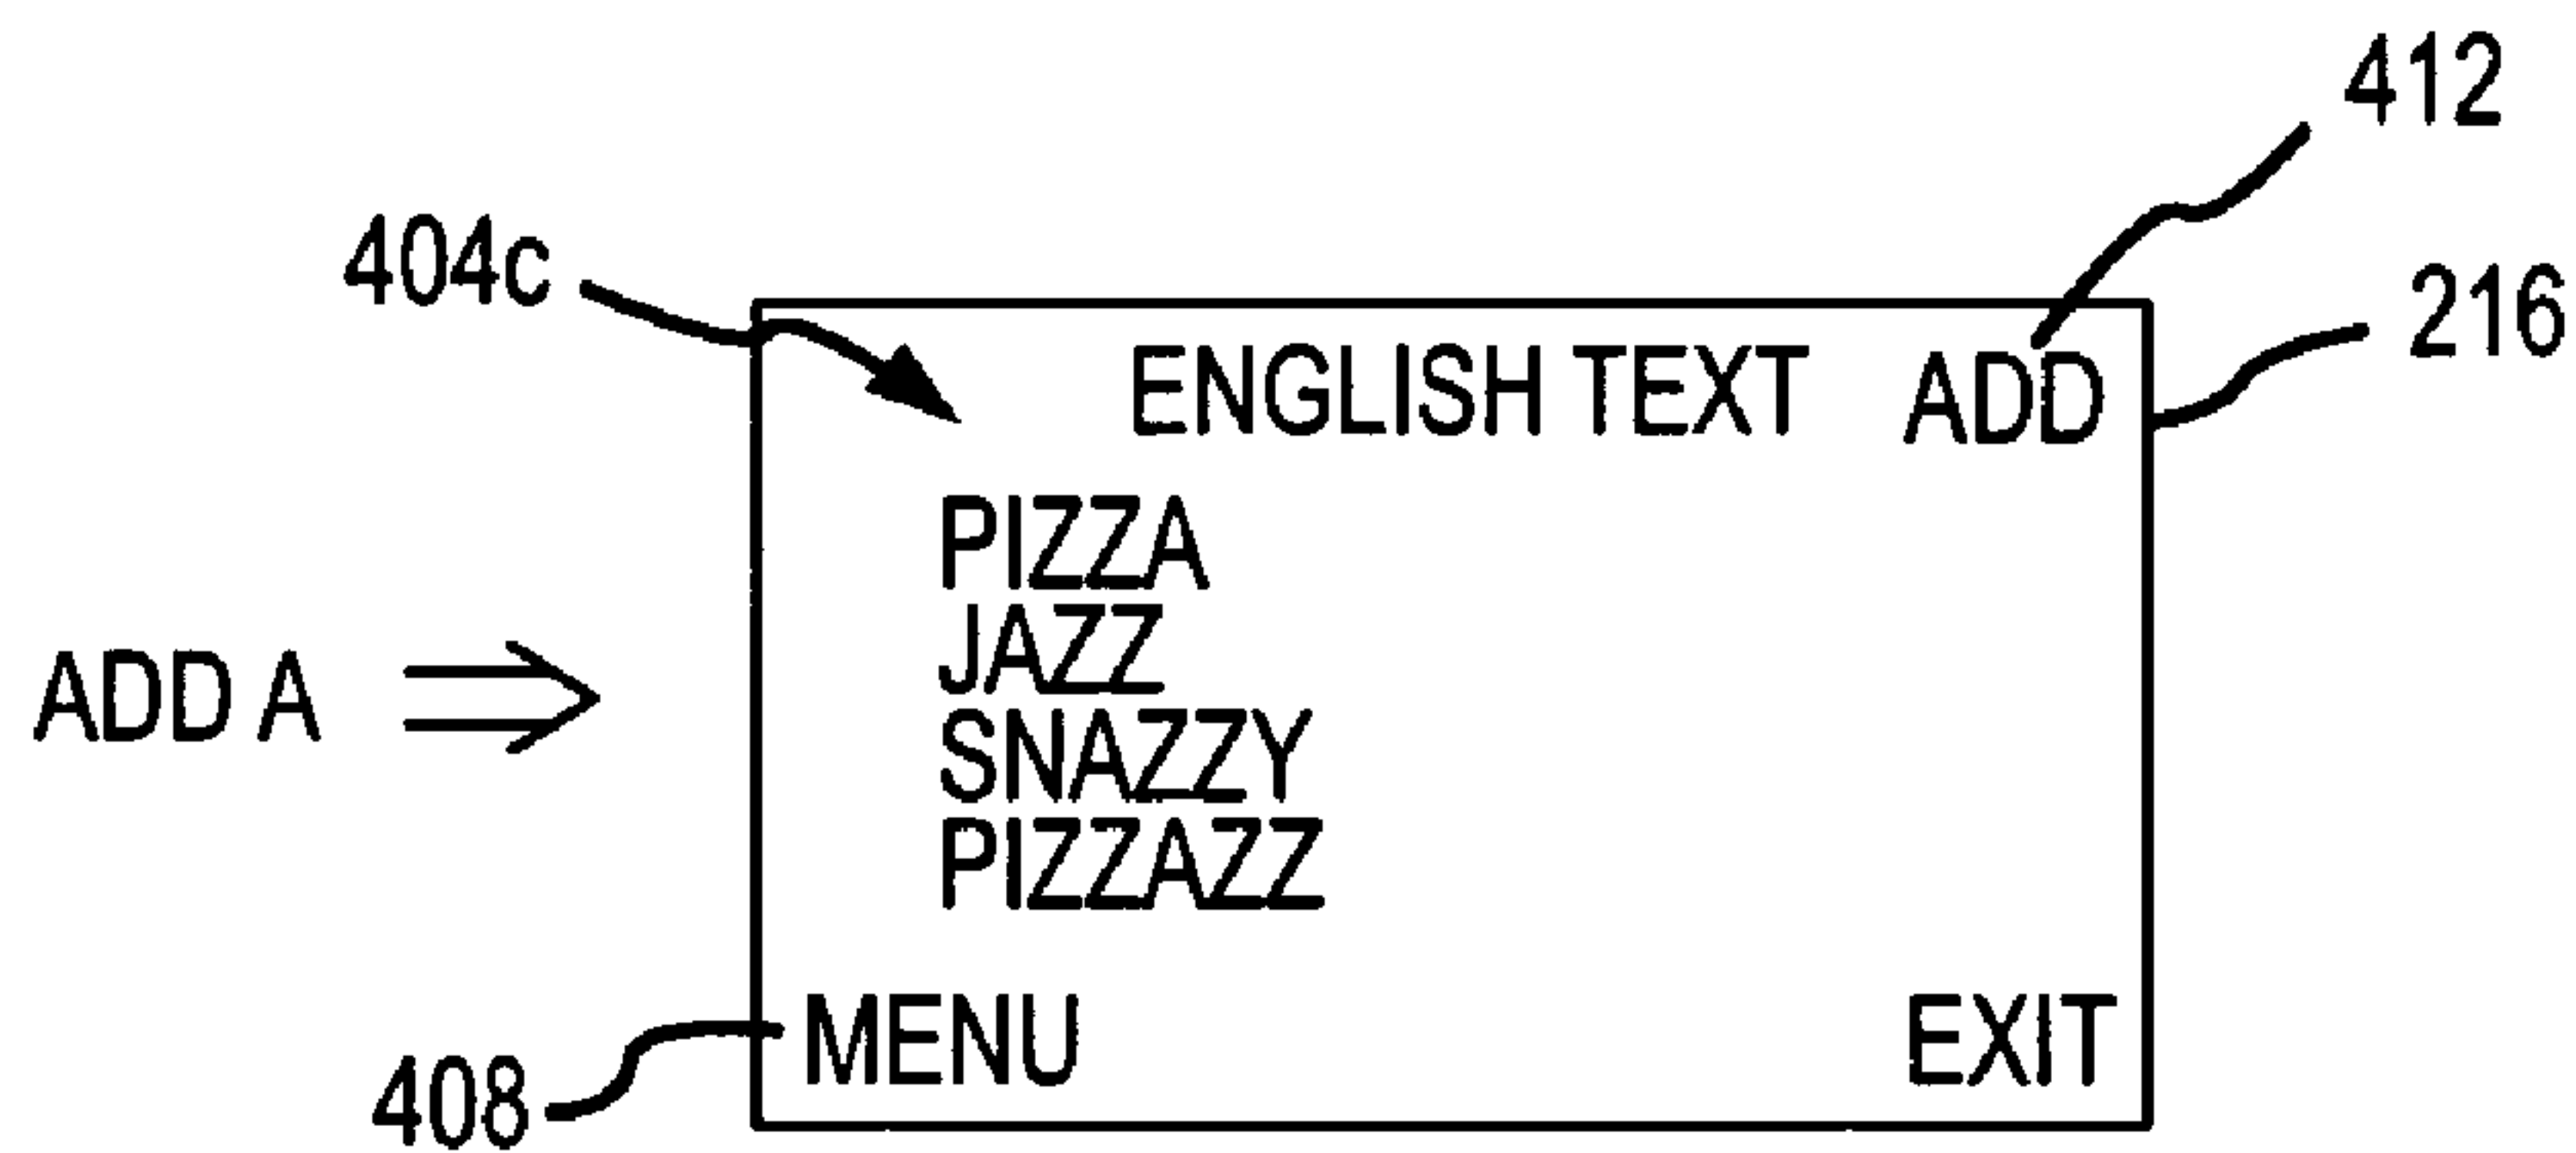 412
404c
216
ENGLISH TEXT ADD
PIZZA
JAZZ
ADD A
SNAZZY
PIZZAZZ
MENU EXIT
408